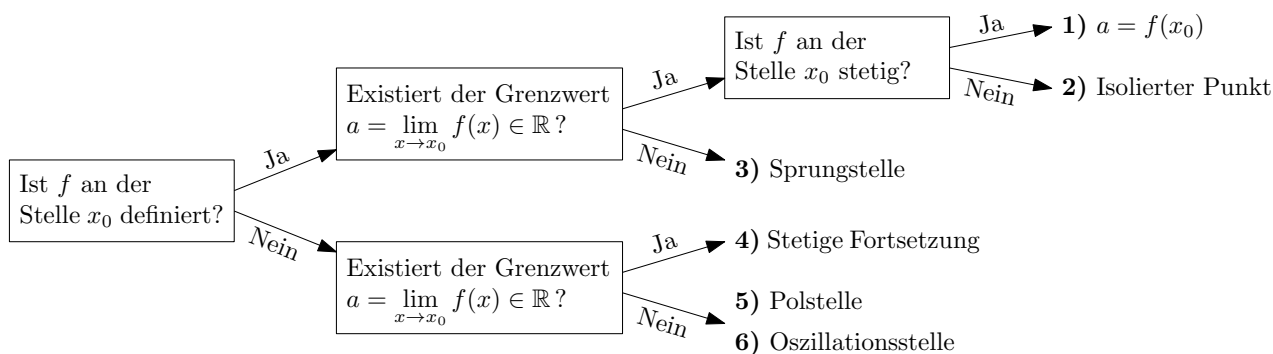 Ist f an der
Stelle x₀ definiert?
Ja
Nein
Existiert der Grenzwert
a = lim f(x) ∈ ℝ ?
x→x₀
Ja
Nein
Ist f an der
Stelle x₀ stetig?
Ja
Nein
1) a = f(x₀)
2) Isolierter Punkt
3) Sprungstelle
Existiert der Grenzwert
a = lim f(x) ∈ ℝ ?
x→x₀
Ja
Nein
4) Stetige Fortsetzung
5) Polstelle
6) Oszillationsstelle